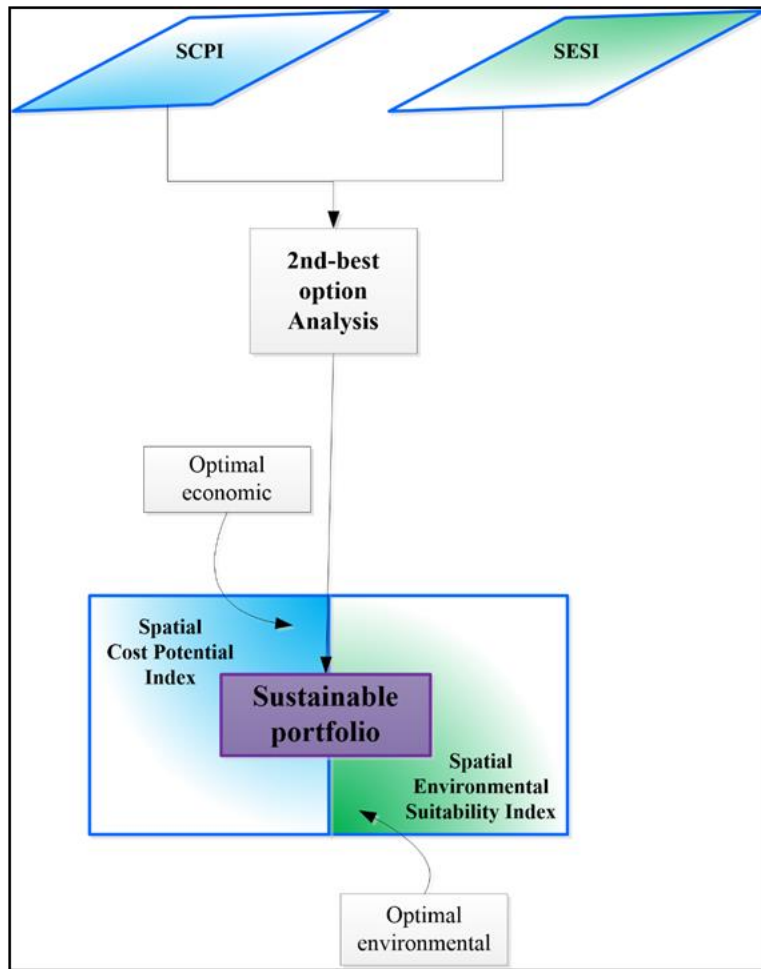 SCPI
SESI
2nd-best
option
Analysis
Optimal
economic
Spatial
Cost Potential
Index
Sustainable
portfolio
Spatial
Environmental
Suitability Index
Optimal
environmental